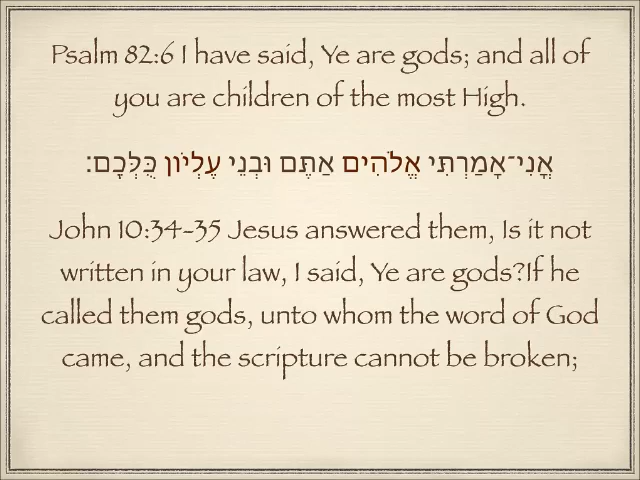 Psalm 82:6 I have said, Ye are gods; and all of
you are children of the most High.
אֲנִי־אָמַרְתִּי אֱלֹהִים אַתֶּם וּבְנֵי עֶלְיֹון כֻּלְּכֶם׃
John 10:34-35 Jesus answered them, Is it not
written in your law, I said, Ye are gods?If he
called them gods, unto whom the word of God
came, and the scripture cannot be broken;